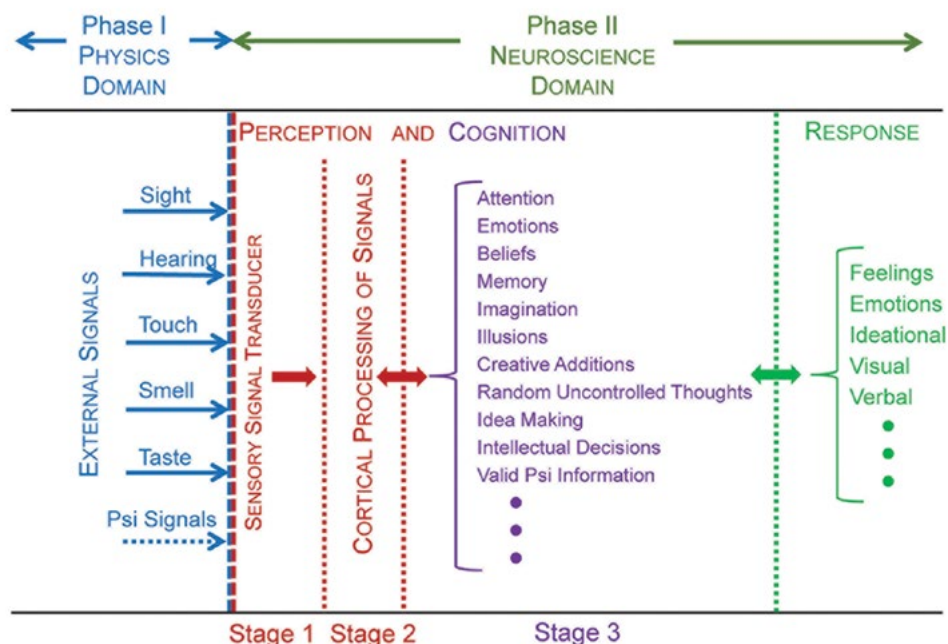 Phase I
PHYSICS
DOMAIN
Phase II
NEUROSCIENCE
DOMAIN
PERCEPTION AND COGNITION
RESPONSE
EXTERNAL SIGNALS
Sight
Hearing
Touch
Smell
Taste
Psi Signals
SENSORY SIGNAL TRANSDUCER
CORTICAL PROCESSING OF SIGNALS
Attention
Emotions
Beliefs
Memory
Imagination
Illusions
Creative Additions
Random Uncontrolled Thoughts
Idea Making
Intellectual Decisions
Valid Psi Information
Feelings
Emotions
Ideational
Visual
Verbal
Stage 1
Stage 2
Stage 3